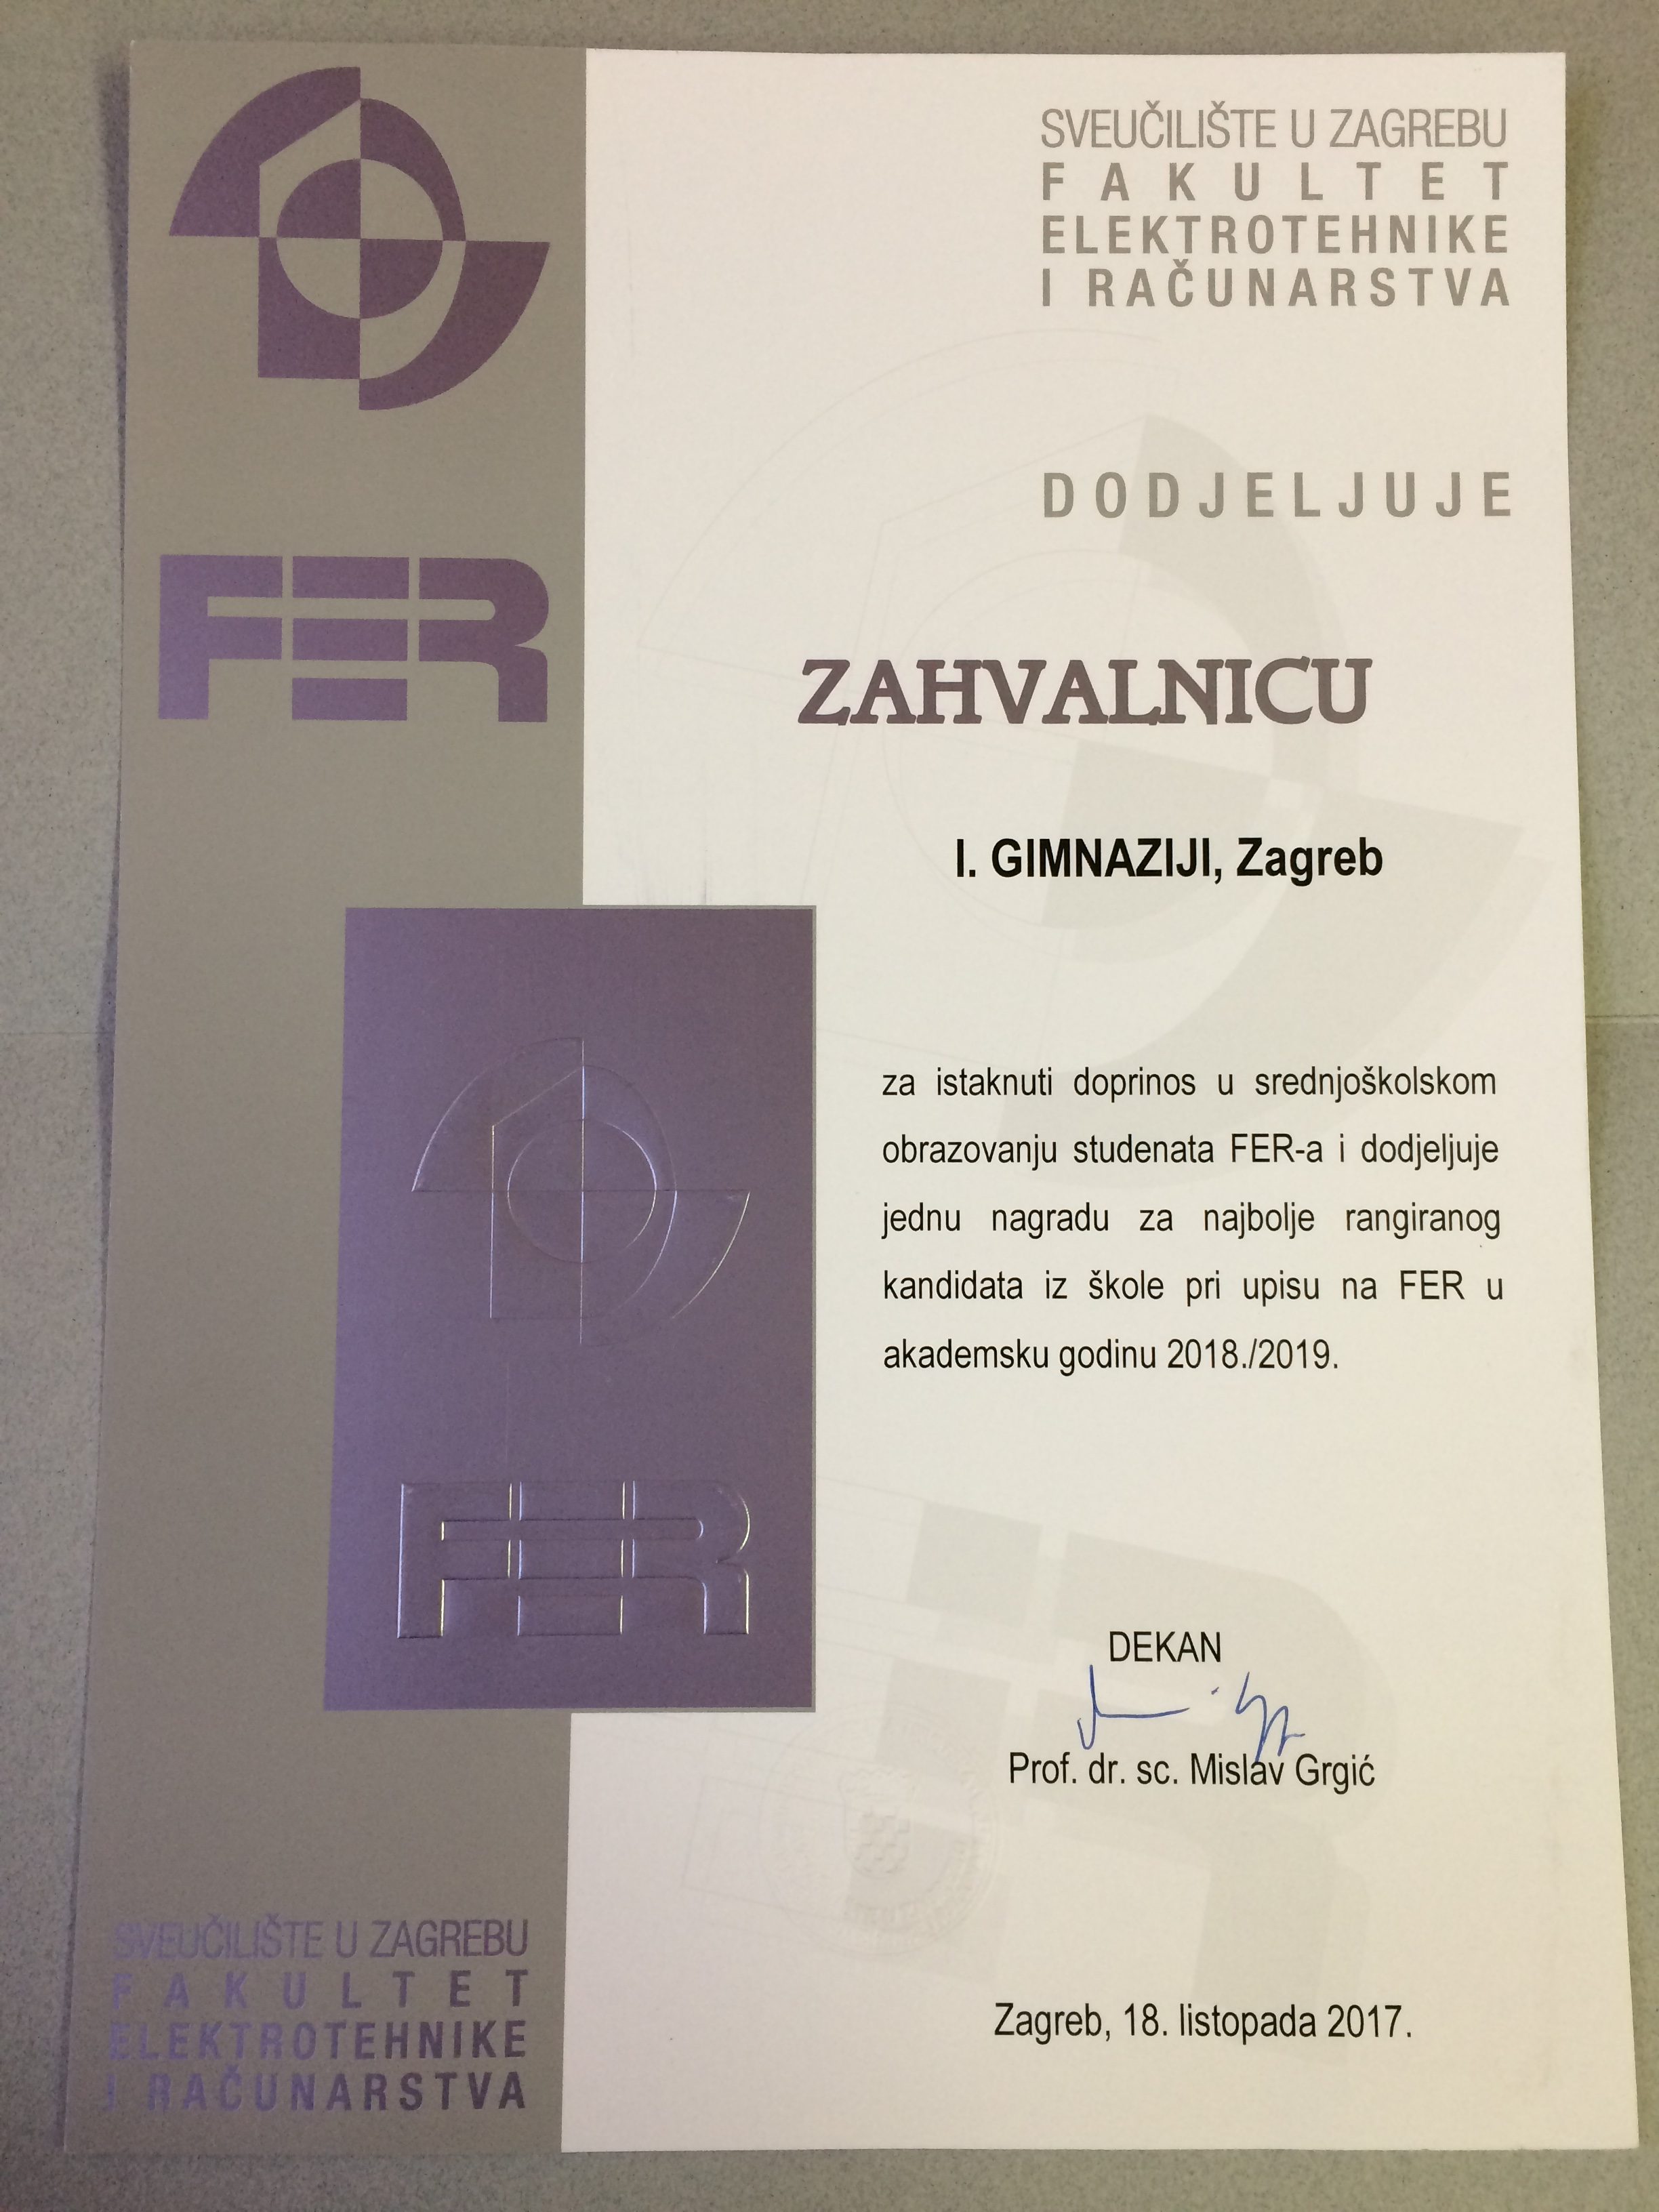 SVEUČILIŠTE U ZAGREBU
FAKULTET
ELEKTROTEHNIKE
I RAČUNARSTVA
DODJELJUJE
FER
ZAHVALNICU
I. GIMNAZIJI, Zagreb
za istaknuti doprinos u srednjoškolskom
obrazovanju studenata FER-a i dodjeljuje
jednu nagradu za najbolje rangiranog
kandidata iz škole pri upisu na FER u
akademsku godinu 2018./2019.
FER
DEKAN
Prof. dr. sc. Mislav Grgić
SVEUČILIŠTE U ZAGREBU
FAKULTET
ELEKTROTEHNIKE
I RAČUNARSTVA
Zagreb, 18. listopada 2017.